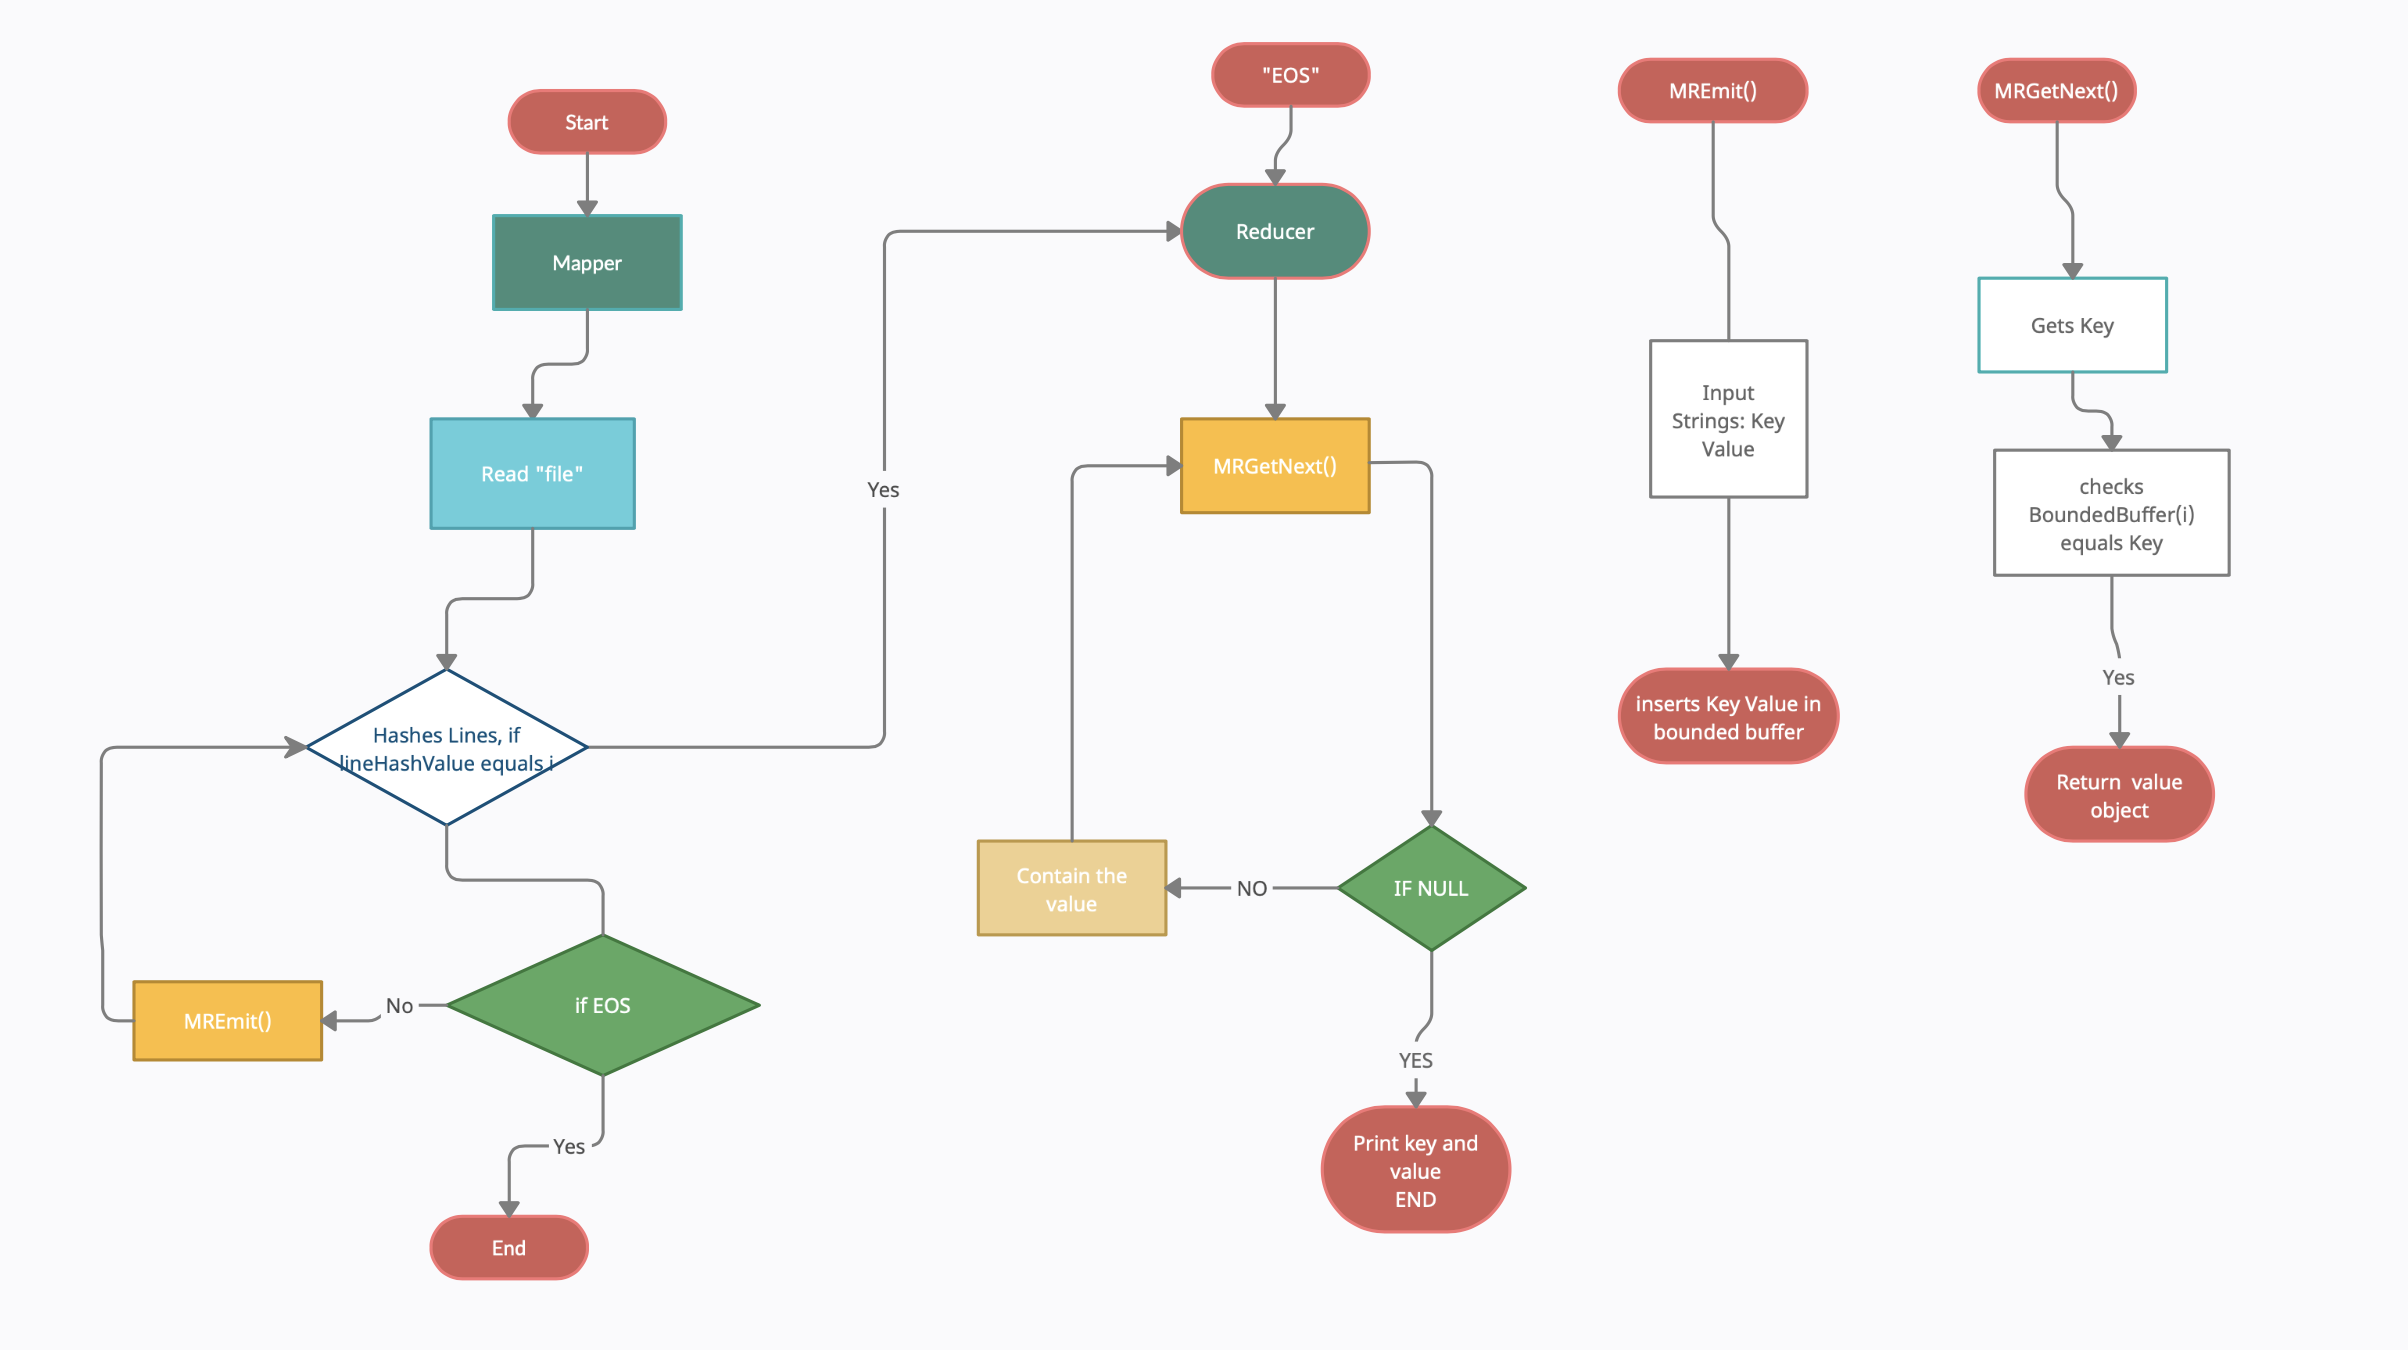 Start
Mapper
Read "file"
Hashes Lines, if
lineHashValue equals i
if EOS
No
MREmit()
Yes
End
Yes
"EOS"
Reducer
MRGetNext()
IF NULL
NO
Contain the
value
YES
Print key and
value
END
MREmit()
Input
Strings: Key
Value
inserts Key Value in
bounded buffer
MRGetNext()
Gets Key
checks
BoundedBuffer(i)
equals Key
Yes
Return value
object